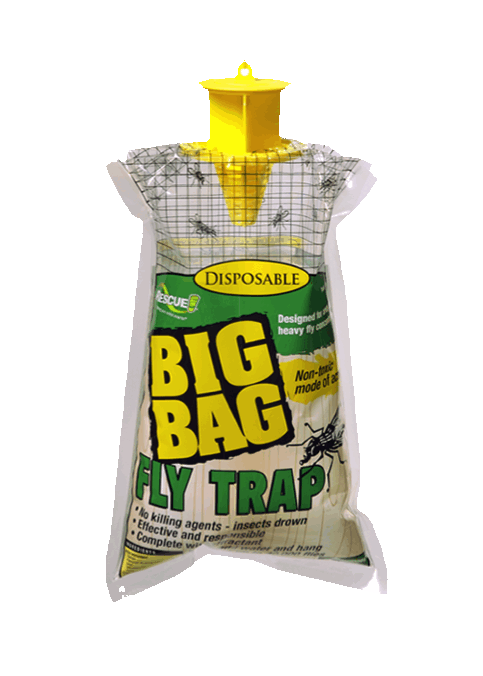 DISPOSABLE
RESCUE!
Designed for
heavy fly
Non-toxic
mode of
BIG
BAG
FLY TRAP
• No killing agents - insects drown
• Effective and responsible
• Complete
water and hang